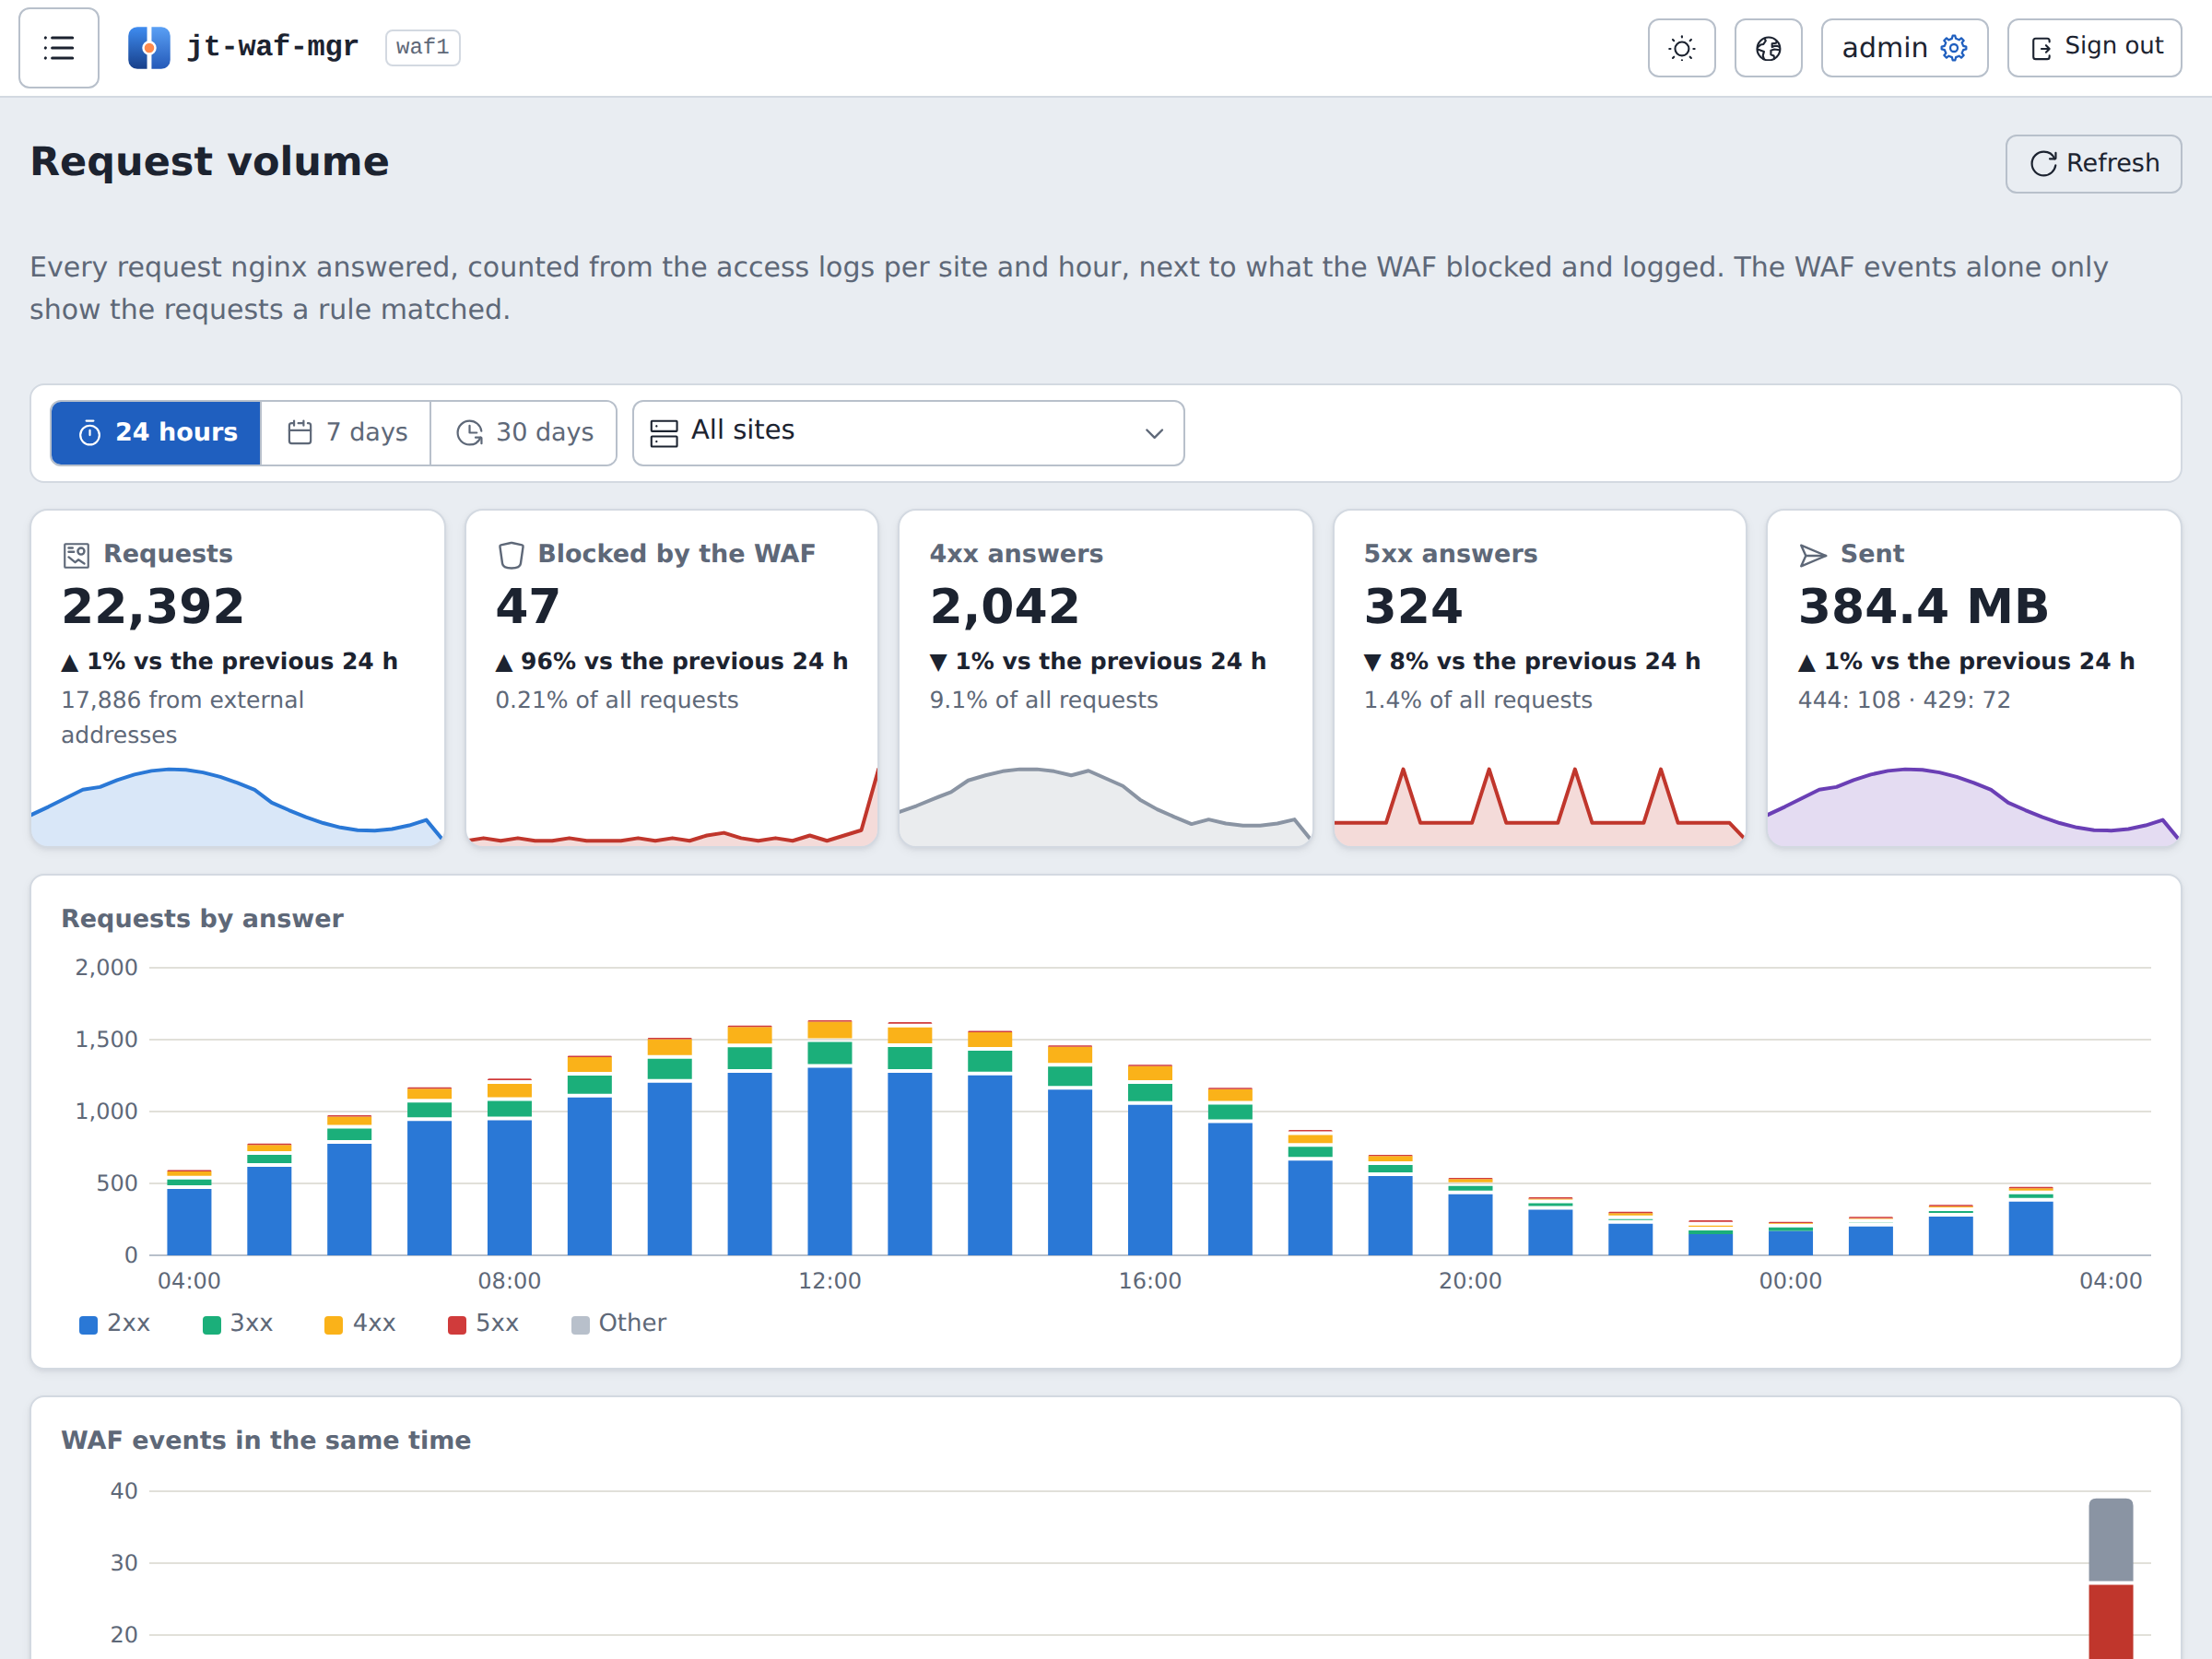 jt-waf-mgr waf1 admin Sign out
Request volume Refresh
Every request nginx answered, counted from the access logs per site and hour, next to what the WAF blocked and logged. The WAF events alone only
show the requests a rule matched.
24 hours 7 days 30 days All sites
Requests
22,392
▲ 1% vs the previous 24 h
17,886 from external
addresses
Blocked by the WAF
47
▲ 96% vs the previous 24 h
0.21% of all requests
4xx answers
2,042
▼ 1% vs the previous 24 h
9.1% of all requests
5xx answers
324
▼ 8% vs the previous 24 h
1.4% of all requests
Sent
384.4 MB
▲ 1% vs the previous 24 h
444: 108 · 429: 72
Requests by answer
2,000
1,500
1,000
500
0
04:00 08:00 12:00 16:00 20:00 00:00 04:00
2xx 3xx 4xx 5xx Other
WAF events in the same time
40
30
20